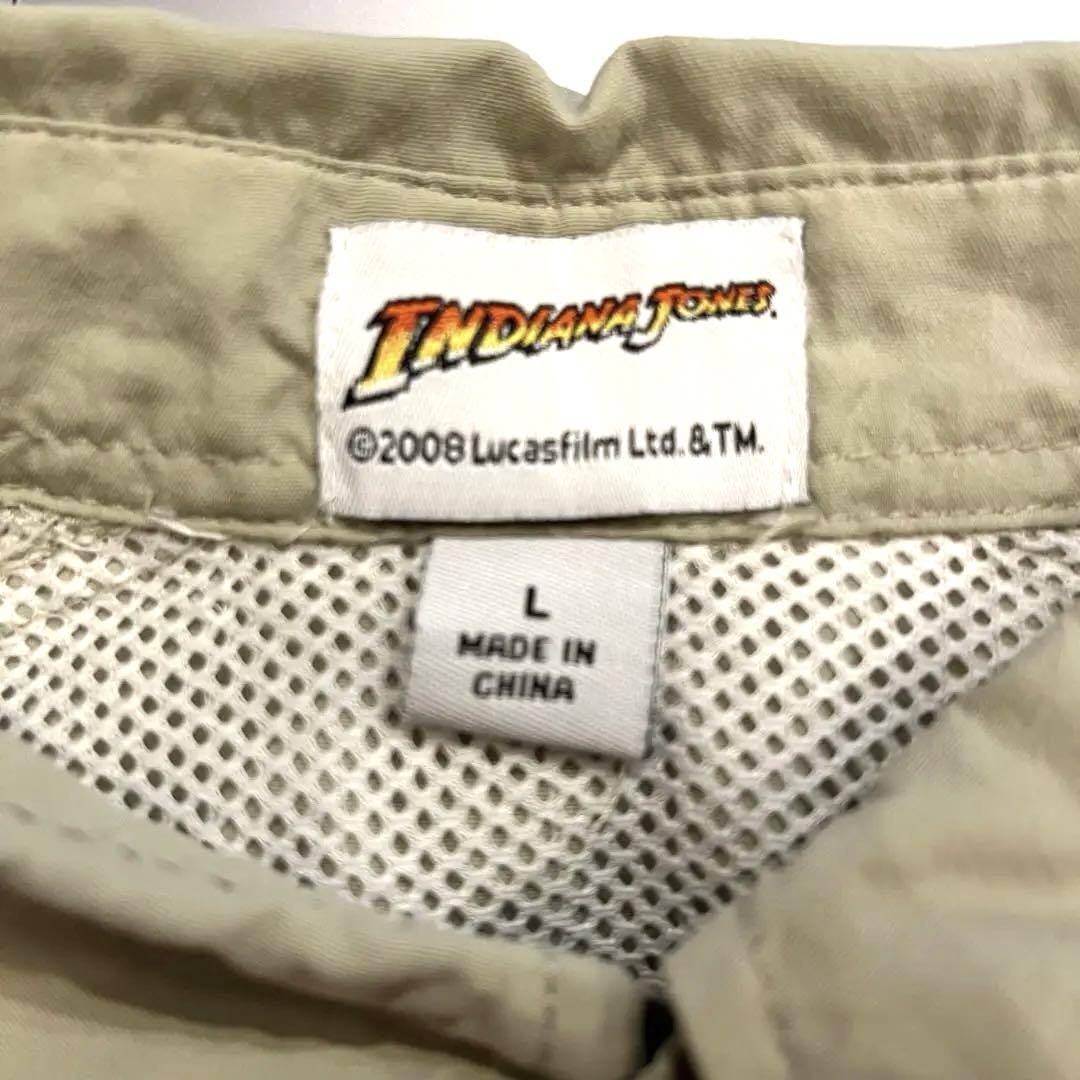 INDIANA JONES
©2008 Lucasfilm Ltd. & TM.
L
MADE IN
CHINA